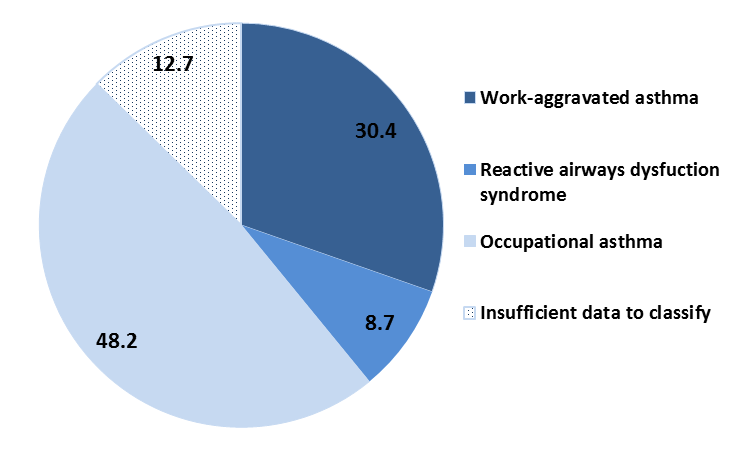 12.7
30.4
8.7
48.2
Work-aggravated asthma
Reactive airways dysfuction
syndrome
Occupational asthma
Insufficient data to classify